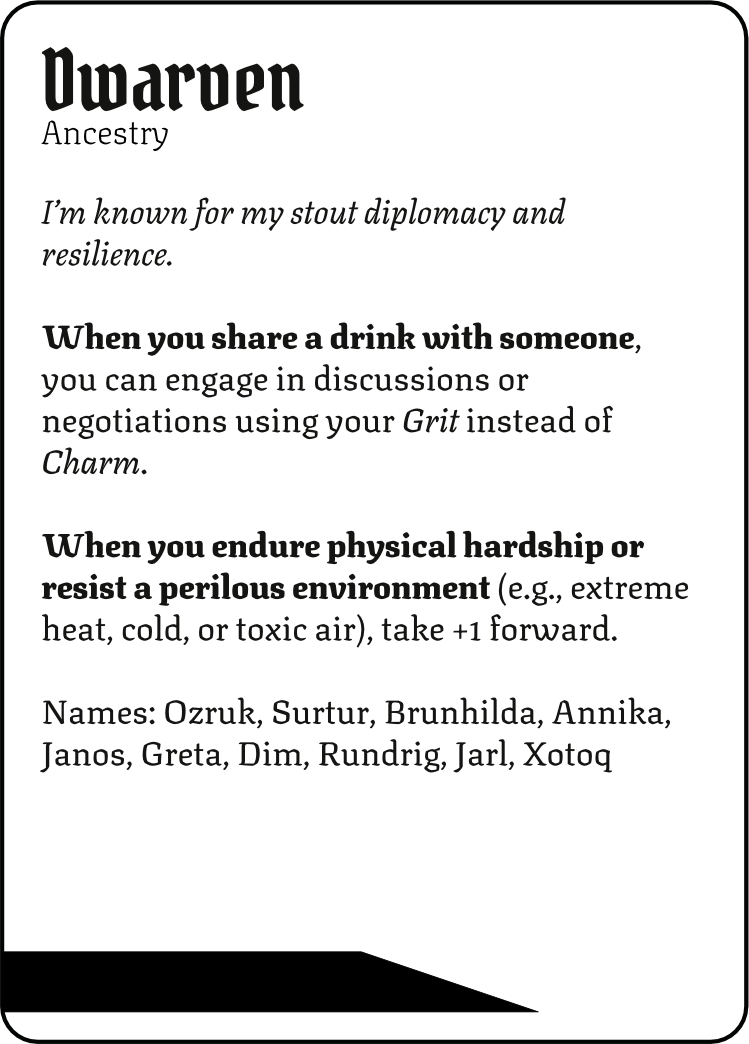 Dwarven
Ancestry
I’m known for my stout diplomacy and
resilience.
When you share a drink with someone,
you can engage in discussions or
negotiations using your Grit instead of
Charm.
When you endure physical hardship or
resist a perilous environment (e.g., extreme
heat, cold, or toxic air), take +1 forward.
Names: Ozruk, Surtur, Brunhilda, Annika,
Janos, Greta, Dim, Rundrig, Jarl, Xotoq